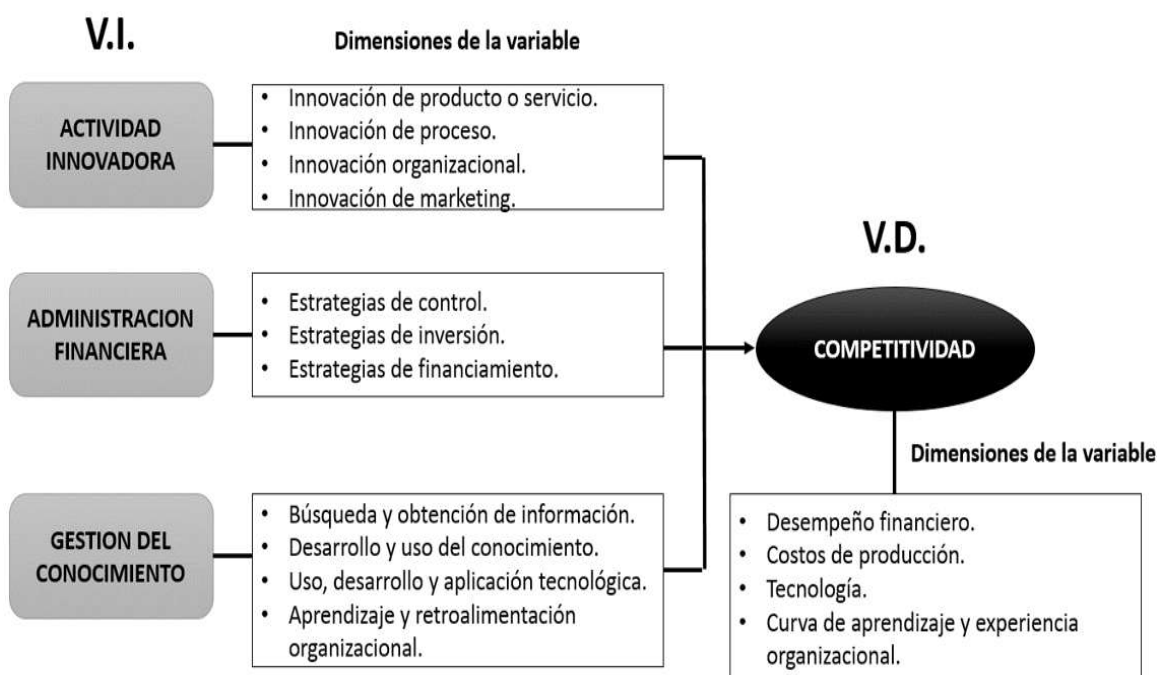 V.I.
Dimensiones de la variable
ACTIVIDAD
INNOVADORA
• Innovación de producto o servicio.
• Innovación de proceso.
• Innovación organizacional.
• Innovación de marketing.
ADMINISTRACION
FINANCIERA
• Estrategias de control.
• Estrategias de inversión.
• Estrategias de financiamiento.
GESTION DEL
CONOCIMIENTO
• Búsqueda y obtención de información.
• Desarrollo y uso del conocimiento.
• Uso, desarrollo y aplicación tecnológica.
• Aprendizaje y retroalimentación
organizacional.
V.D.
COMPETITIVIDAD
Dimensiones de la variable
• Desempeño financiero.
• Costos de producción.
• Tecnología.
• Curva de aprendizaje y experiencia
organizacional.